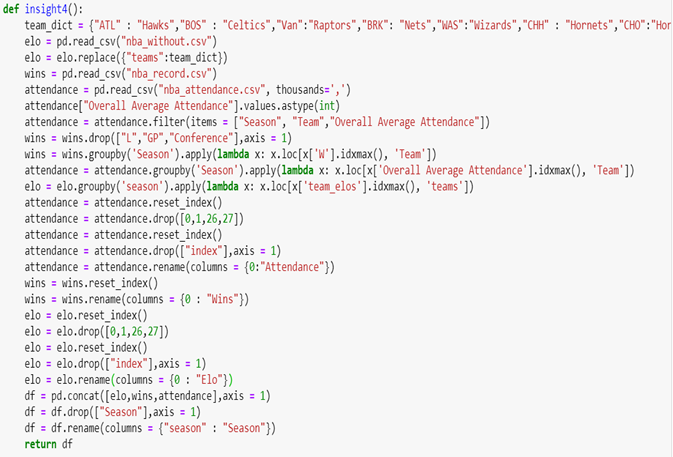 def insight4():
    team_dict = {"ATL" : "Hawks","BOS" : "Celtics","Van":"Raptors","BRK": "Nets","WAS":"Wizards","CHH" : "Hornets","CHO":"Hor
    elo = pd.read_csv("nba_without.csv")
    elo = elo.replace({"teams":team_dict})
    wins = pd.read_csv("nba_record.csv")
    attendance = pd.read_csv("nba_attendance.csv", thousands=',')
    attendance["Overall Average Attendance"].values.astype(int)
    attendance = attendance.filter(items = ["Season", "Team","Overall Average Attendance"])
    wins = wins.drop(["L","GP","Conference"],axis = 1)
    wins = wins.groupby('Season').apply(lambda x: x.loc[x['W'].idxmax(), 'Team'])
    attendance = attendance.groupby('Season').apply(lambda x: x.loc[x['Overall Average Attendance'].idxmax(), 'Team'])
    elo = elo.groupby('season').apply(lambda x: x.loc[x['team_elos'].idxmax(), 'teams'])
    attendance = attendance.reset_index()
    attendance = attendance.drop([0,1,26,27])
    attendance = attendance.reset_index()
    attendance = attendance.drop(["index"],axis = 1)
    attendance = attendance.rename(columns = {0:"Attendance"})
    wins = wins.reset_index()
    wins = wins.rename(columns = {0 : "Wins"})
    elo = elo.reset_index()
    elo = elo.drop([0,1,26,27])
    elo = elo.reset_index()
    elo = elo.drop(["index"],axis = 1)
    elo = elo.rename(columns = {0 : "Elo"})
    df = pd.concat([elo,wins,attendance],axis = 1)
    df = df.drop(["Season"],axis = 1)
    df = df.rename(columns = {"season" : "Season"})
    return df